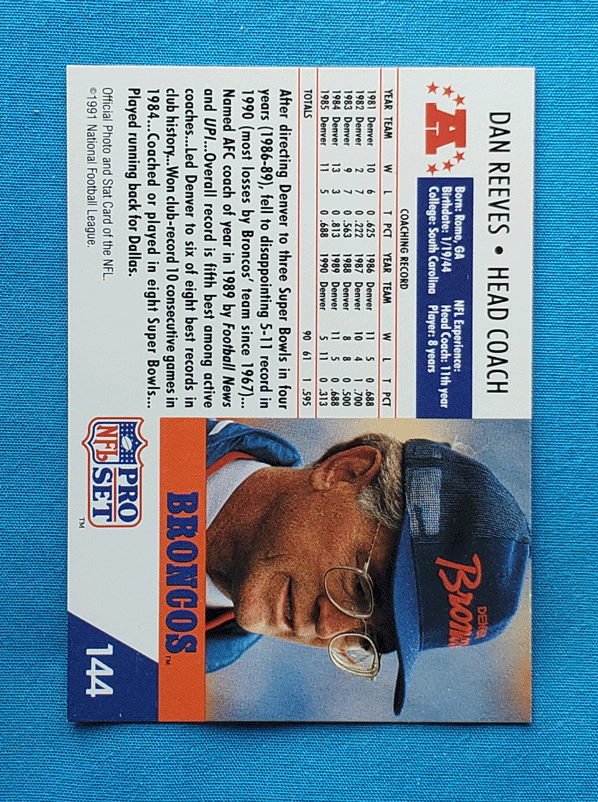 DAN REEVES • HEAD COACH
A
Born: Romo, GA
Birthdate: 1/19/44
College: South Carolina
NFL Experience:
Head Coach: 11th year
Player: 8 years
COACHING RECORD
YEAR TEAM W L T PCT YEAR TEAM W L T PCT
1981 Denver 10 6 0 .625 1986 Denver 11 5 0 .688
1982 Denver 2 7 0 .222 1987 Denver 10 4 1 .700
1983 Denver 9 7 0 .563 1988 Denver 8 8 0 .500
1984 Denver 13 3 0 .813 1989 Denver 11 5 0 .688
1985 Denver 11 5 0 .688 1990 Denver 5 11 0 .313
TOTALS 90 61 1 .595
After directing Denver to three Super Bowls in four
years (1986-89), fell to disappointing 5-11 record in
1990 (most losses by Broncos' team since 1967)...
Named AFC coach of year in 1989 by Football News
and UPI...Overall record is fifth best among active
coaches...Led Denver to six of eight best records in
club history...Won club-record 10 consecutive games in
1984...Coached or played in eight Super Bowls...
Played running back for Dallas.
Official Photo and Stat Card of the NFL.
©1991 National Football League.
DENVER
Broncos
BRONCOS™
PRO
NFL
SET™
144